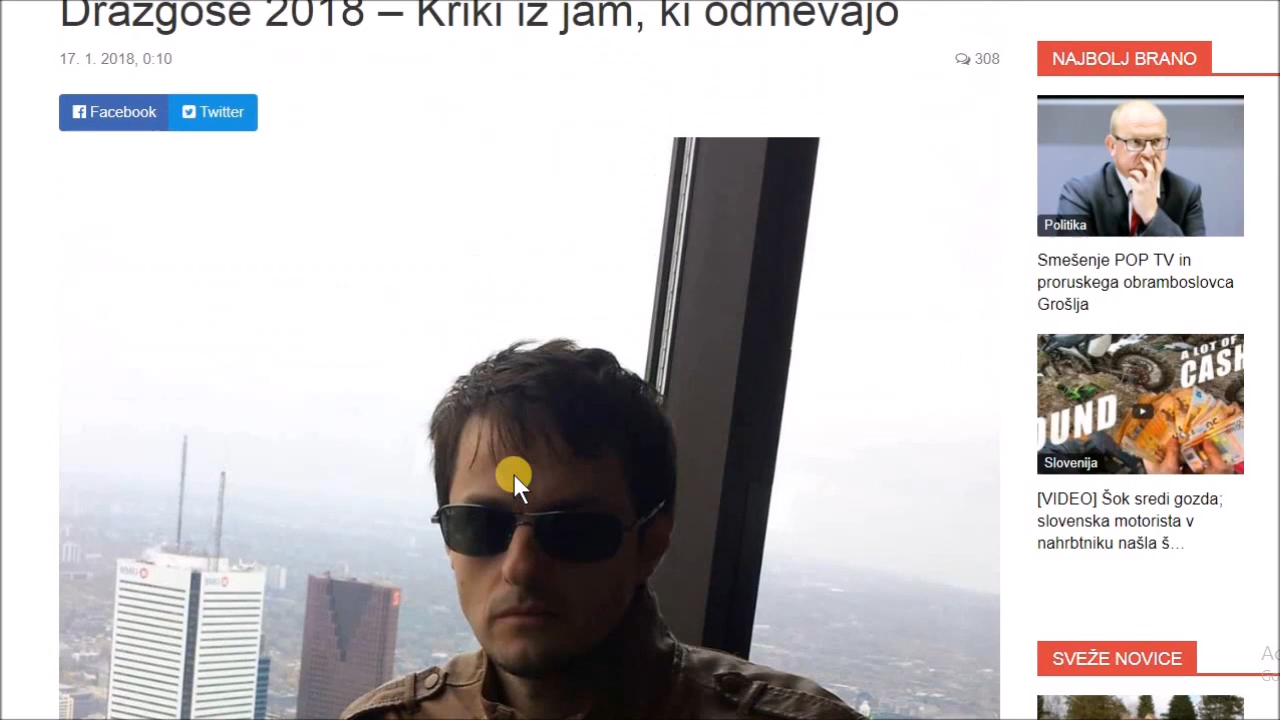 Dražgoše 2018 – Kriki iz jam, ki odmevajo
17. 1. 2018, 0:10
308
Facebook
Twitter
NAJBOLJ BRANO
Politika
Smešenje POP TV in
proruskega obramboslovca
Grošlja
A LOT OF
CASH
OUND
Slovenija
[VIDEO] Šok sredi gozda;
slovenska motorista v
nahrbtniku našla š…
SVEŽE NOVICE